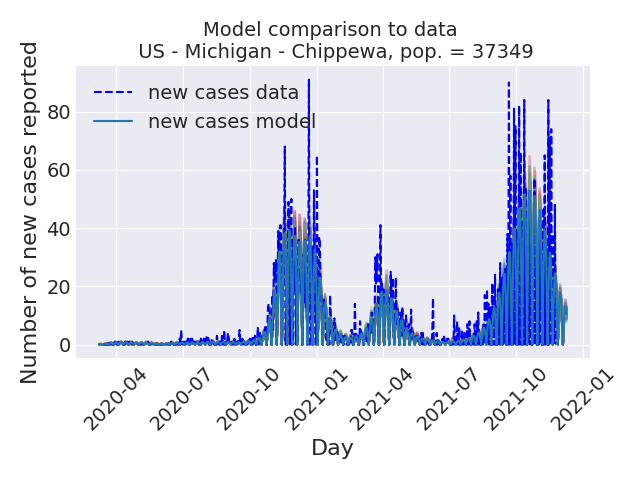 Model comparison to data
US - Michigan - Chippewa, pop. = 37349
Number of new cases reported
80
60
40
20
0
new cases data
new cases model
2020-04
2020-07
2020-10
2021-01
2021-04
2021-07
2021-10
2022-01
Day